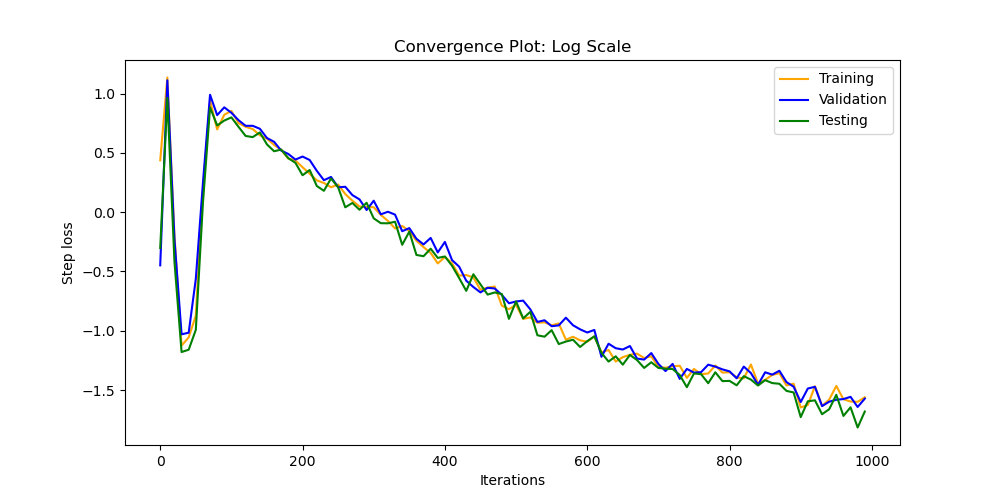 Convergence Plot: Log Scale
Training
Validation
Testing
1.0
0.5
0.0
−0.5
−1.0
−1.5
Step loss
0
200
400
600
800
1000
Iterations